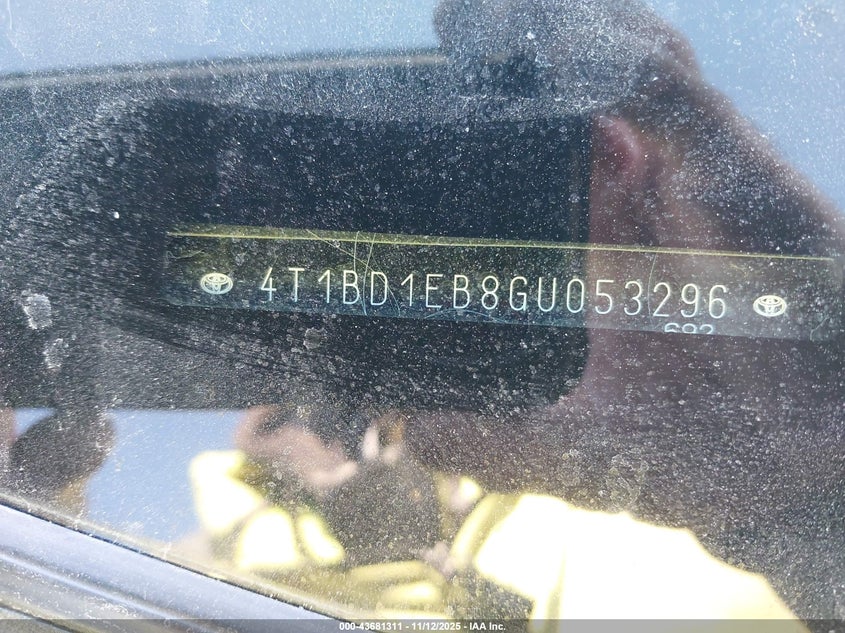 4T1BD1EB8GU053296
000-43681311 - 11/12/2025 - IAA Inc.